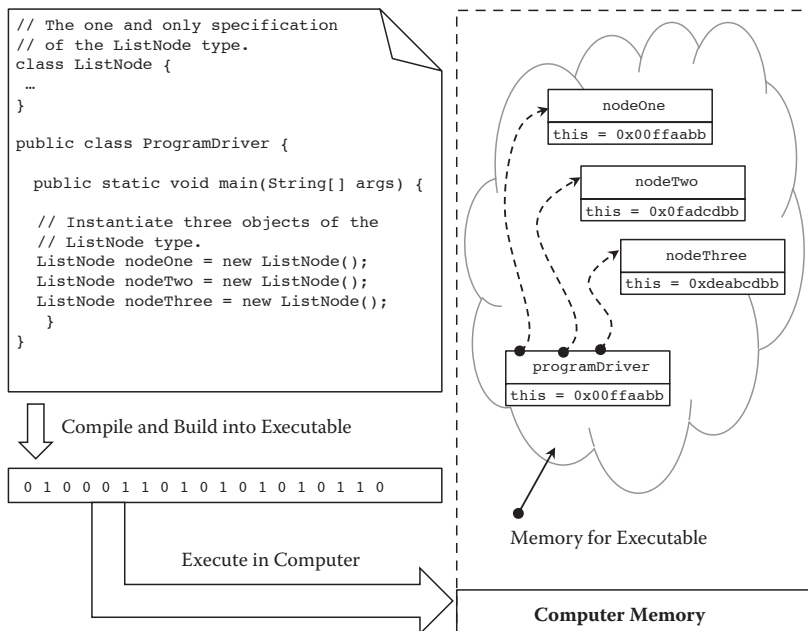 // The one and only specification
// of the ListNode type.
class ListNode {
…
}
public class ProgramDriver {
public static void main(String[] args) {
// Instantiate three objects of the
// ListNode type.
ListNode nodeOne = new ListNode();
ListNode nodeTwo = new ListNode();
ListNode nodeThree = new ListNode();
}
}
Compile and Build into Executable
0 1 0 0 0 1 1 0 1 0 1 0 1 0 1 0 1 1 0
Execute in Computer
nodeOne
this = 0x00ffaabb
nodeTwo
this = 0x0fadcdbb
nodeThree
this = 0xdeabcdbb
programDriver
this = 0x00ffaabb
Memory for Executable
Computer Memory